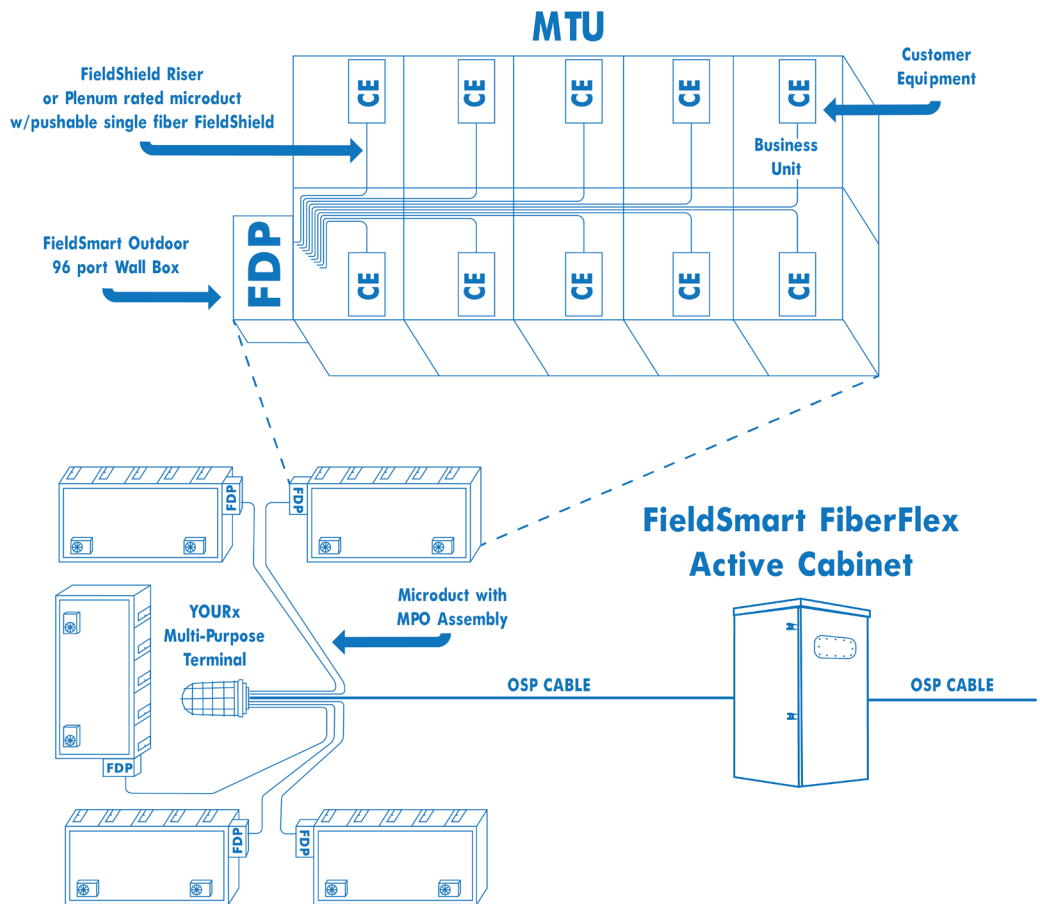 MTU
FieldShield Riser
or Plenum rated microduct
w/pushable single fiber FieldShield
Customer
Equipment
CE
CE
CE
CE
CE
Business
Unit
FieldSmart Outdoor
96 port Wall Box
FDP
CE
CE
CE
CE
CE
FDP
FDP
FieldSmart FiberFlex
Active Cabinet
Microduct with
MPO Assembly
YOURx
Multi-Purpose
Terminal
OSP CABLE
OSP CABLE
FDP
FDP
FDP